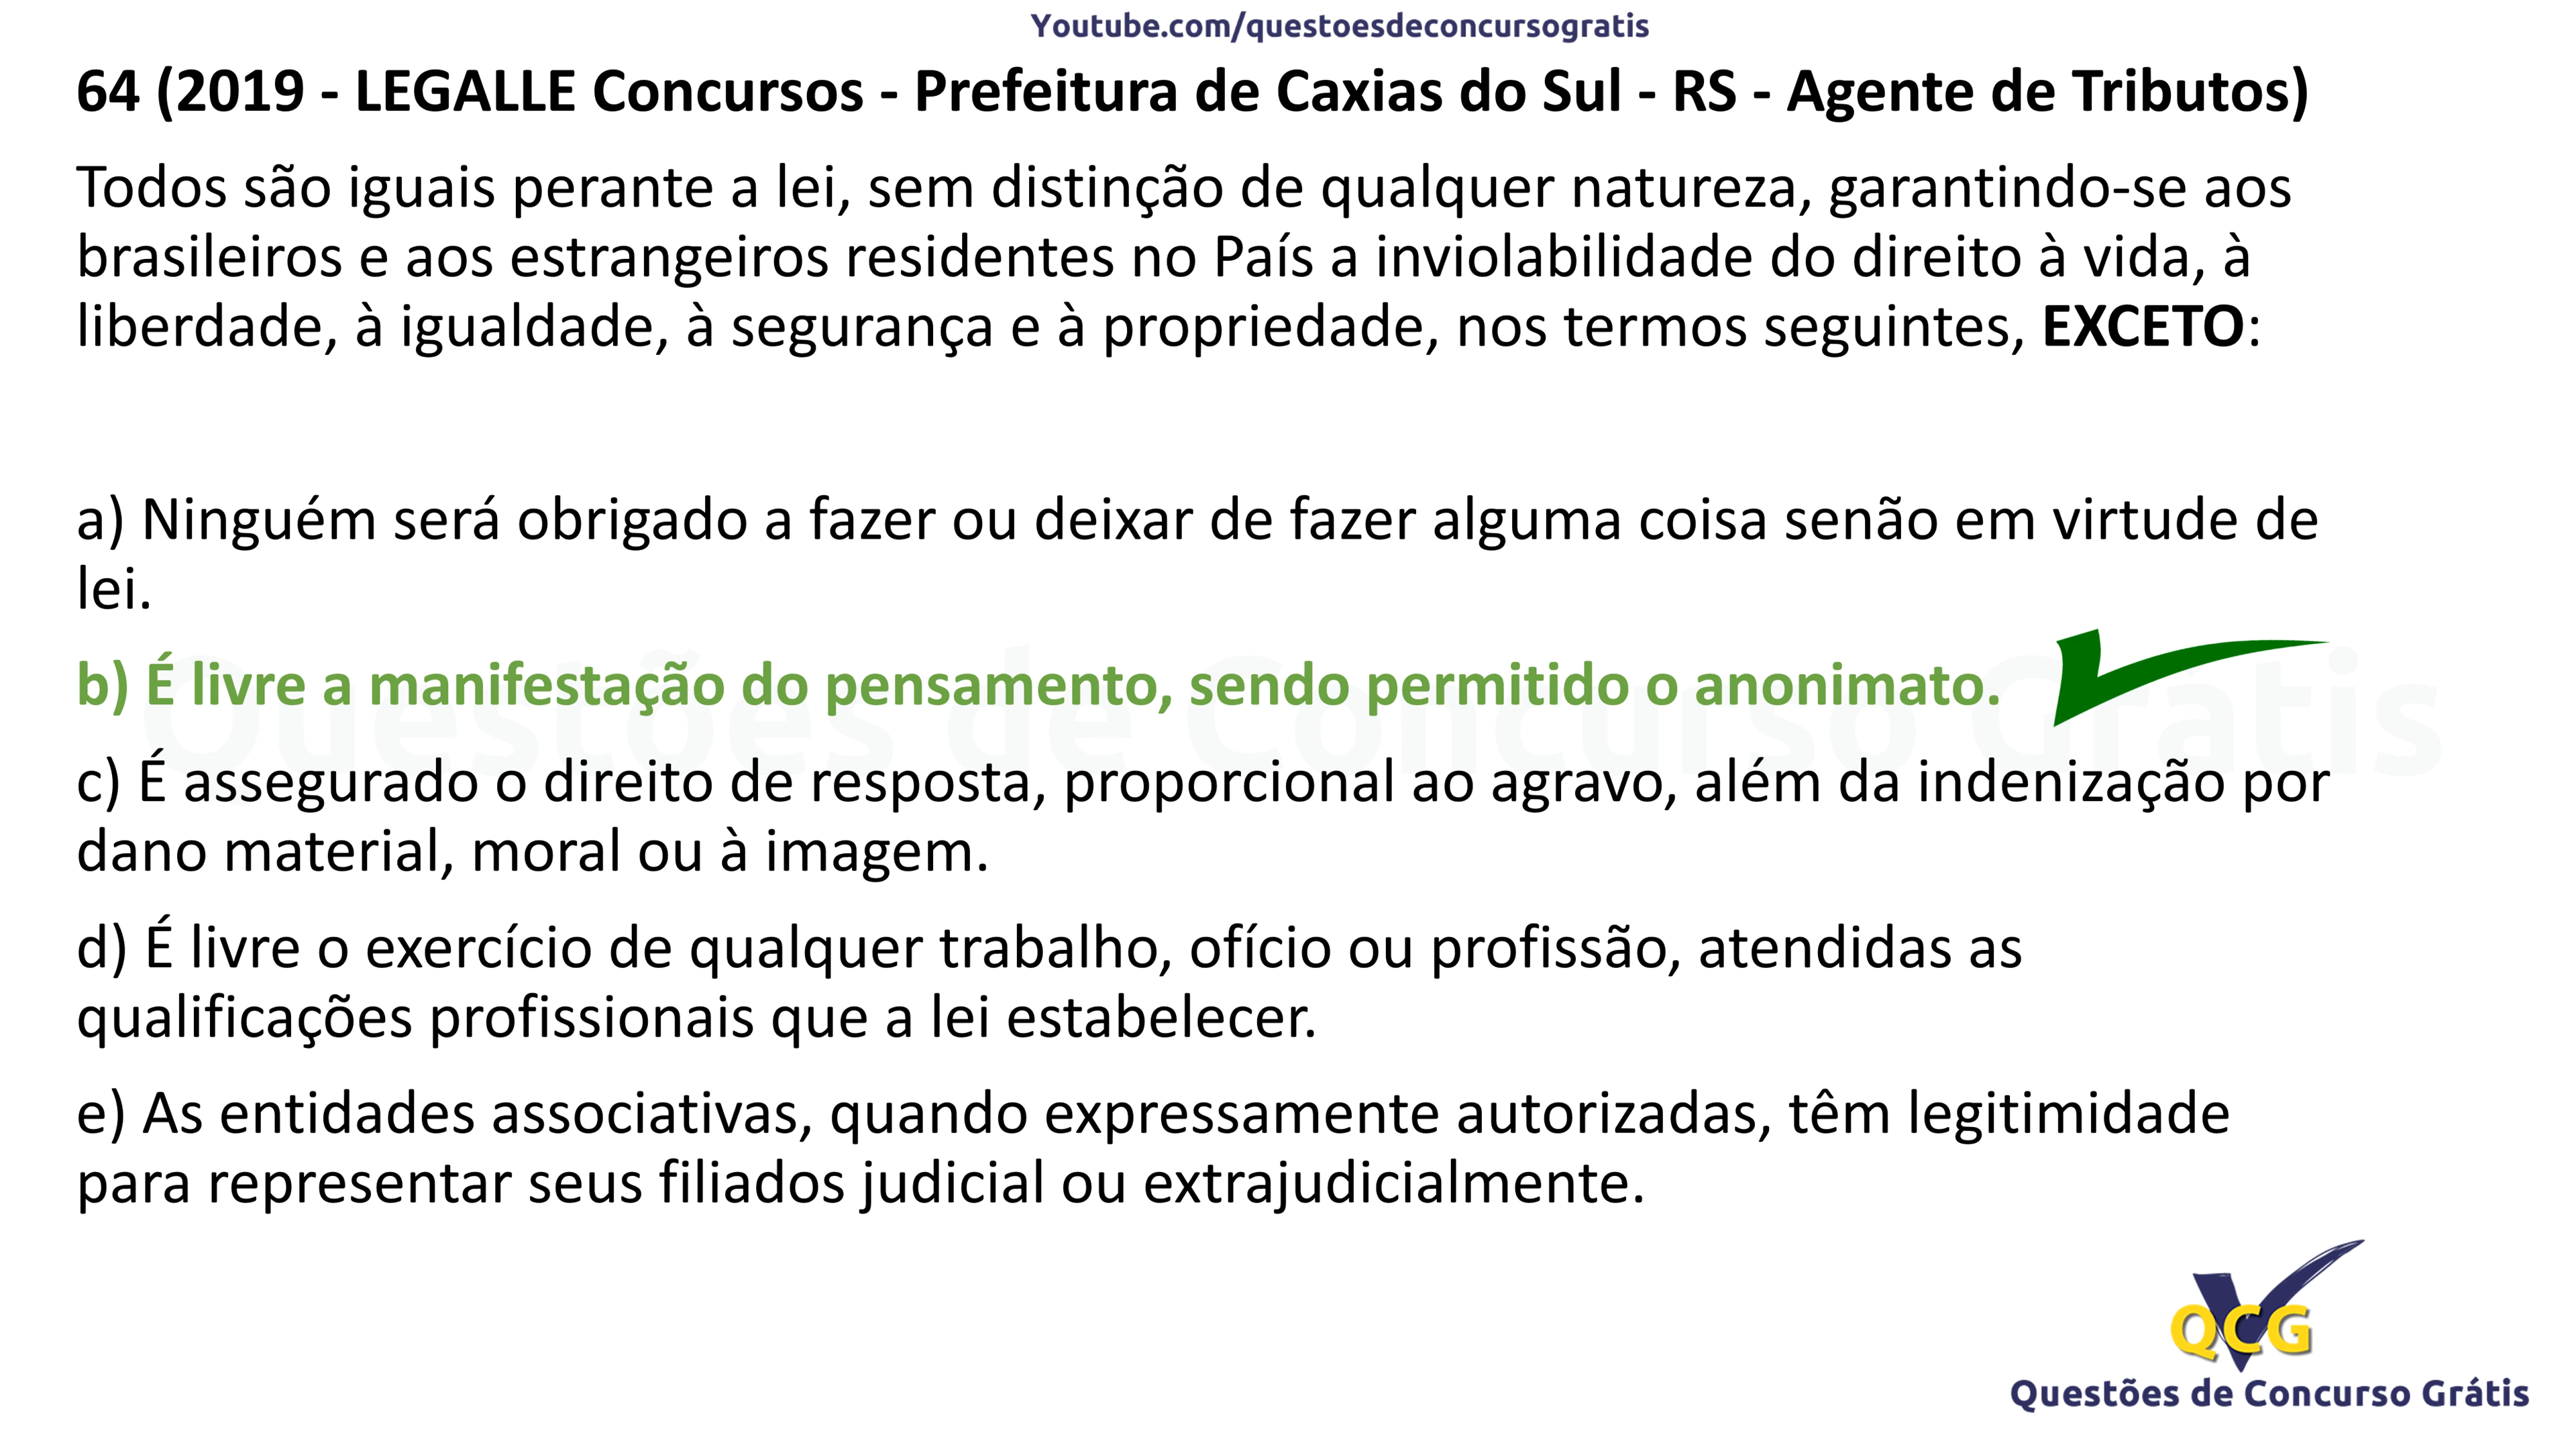 Youtube.com/questoesdeconcursogratis
64 (2019 - LEGALLE Concursos - Prefeitura de Caxias do Sul - RS - Agente de Tributos)
Todos são iguais perante a lei, sem distinção de qualquer natureza, garantindo-se aos
brasileiros e aos estrangeiros residentes no País a inviolabilidade do direito à vida, à
liberdade, à igualdade, à segurança e à propriedade, nos termos seguintes, EXCETO:
a) Ninguém será obrigado a fazer ou deixar de fazer alguma coisa senão em virtude de
lei.
b) É livre a manifestação do pensamento, sendo permitido o anonimato.
Questões de Concurso Grátis
c) É assegurado o direito de resposta, proporcional ao agravo, além da indenização por
dano material, moral ou à imagem.
d) É livre o exercício de qualquer trabalho, ofício ou profissão, atendidas as
qualificações profissionais que a lei estabelecer.
e) As entidades associativas, quando expressamente autorizadas, têm legitimidade
para representar seus filiados judicial ou extrajudicialmente.
QCG
Questões de Concurso Grátis